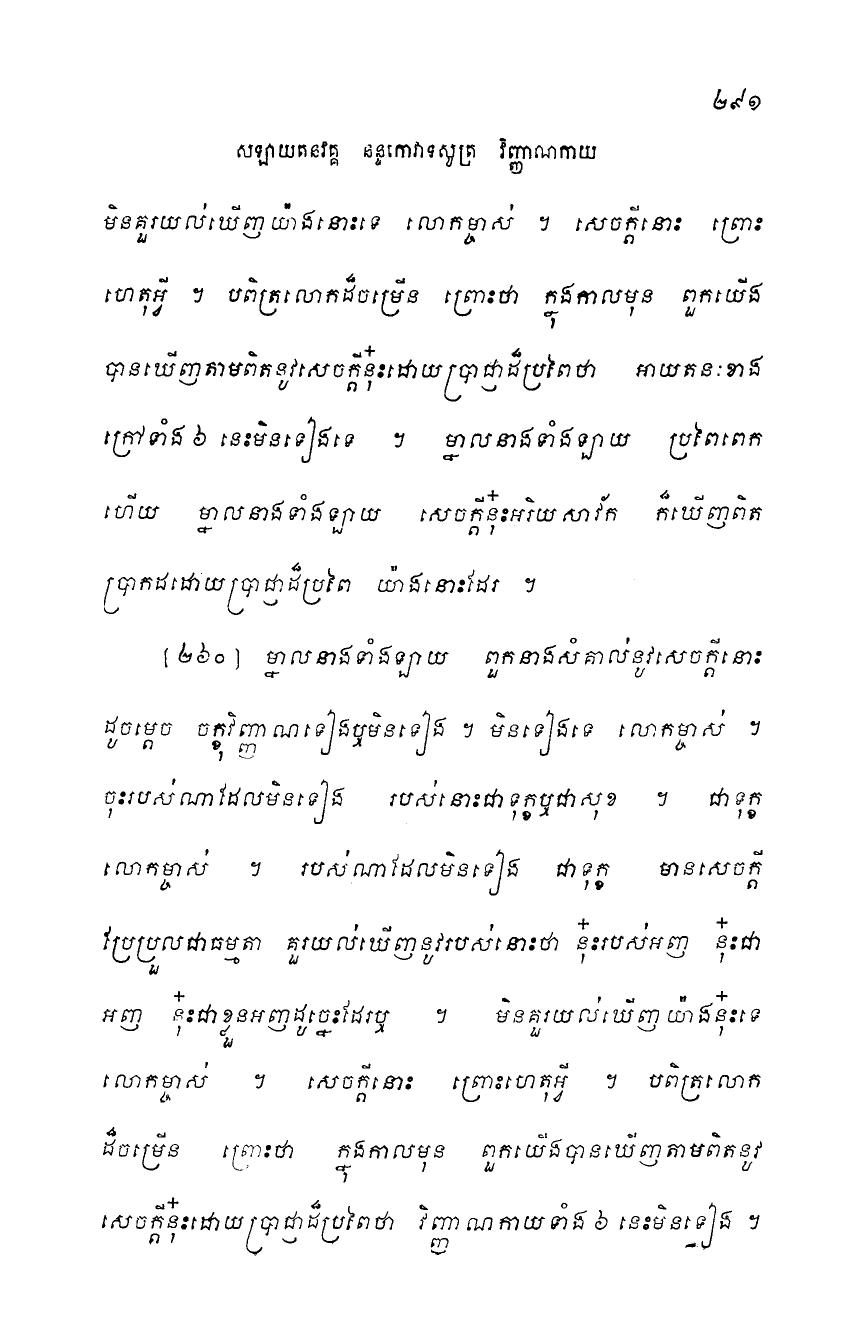 ២៩១
សឡាយតនវគ្គ នន្ទកោវាទសូត្រ វិញ្ញាណកាយ
មិនគួរយល់ឃើញយ៉ាងនោះទេ លោកម្ចាស់ ។ សេចក្តីនោះ ព្រោះ
ហេតុអ្វី ។ បពិត្រលោកដ៏ចម្រើន ព្រោះថា ក្នុងកាលមុន ពួកយើង
បានឃើញតាមពិតនូវសេចក្តីនុ៎ះដោយប្រាជ្ញាដ៏ប្រពៃថា អាយតនៈខាង
ក្រៅទាំង ៦ នេះមិនទៀងទេ ។ ម្នាលនាងទាំងឡាយ ប្រពៃពេក
ហើយ ម្នាលនាងទាំងឡាយ សេចក្តីនុ៎ះអរិយសាវ័ក ក៏ឃើញពិត
ប្រាកដដោយប្រាជ្ញាដ៏ប្រពៃ យ៉ាងនោះដែរ ។
[២៦០] ម្នាលនាងទាំងឡាយ ពួកនាងសំគាល់នូវសេចក្តីនោះ
ដូចម្តេច ចក្ខុវិញ្ញាណទៀងឬមិនទៀង ។ មិនទៀងទេ លោកម្ចាស់ ។
ចុះរបស់ណាដែលមិនទៀង របស់នោះជាទុក្ខឬជាសុខ ។ ជាទុក្ខ
លោកម្ចាស់ ។ របស់ណាដែលមិនទៀង ជាទុក្ខ មានសេចក្តី
ប្រែប្រួលជាធម្មតា គួរយល់ឃើញនូវរបស់នោះថា នុ៎ះរបស់អញ នុ៎ះជា
អញ នុ៎ះជាខ្លួនអញដូច្នេះដែរឬ ។ មិនគួរយល់ឃើញយ៉ាងនុ៎ះទេ
លោកម្ចាស់ ។ សេចក្តីនោះ ព្រោះហេតុអ្វី ។ បពិត្រលោក
ដ៏ចម្រើន ព្រោះថា ក្នុងកាលមុន ពួកយើងបានឃើញតាមពិតនូវ
សេចក្តីនុ៎ះដោយប្រាជ្ញាដ៏ប្រពៃថា វិញ្ញាណកាយទាំង ៦ នេះមិនទៀង ។